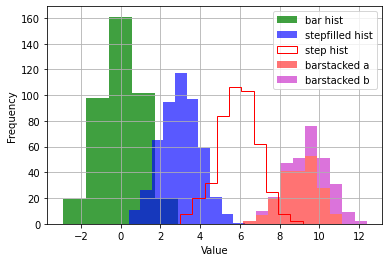 160
140
120
100
80
60
40
20
0
Frequency
−2
0
2
4
6
8
10
12
Value
bar hist
stepfilled hist
step hist
barstacked a
barstacked b